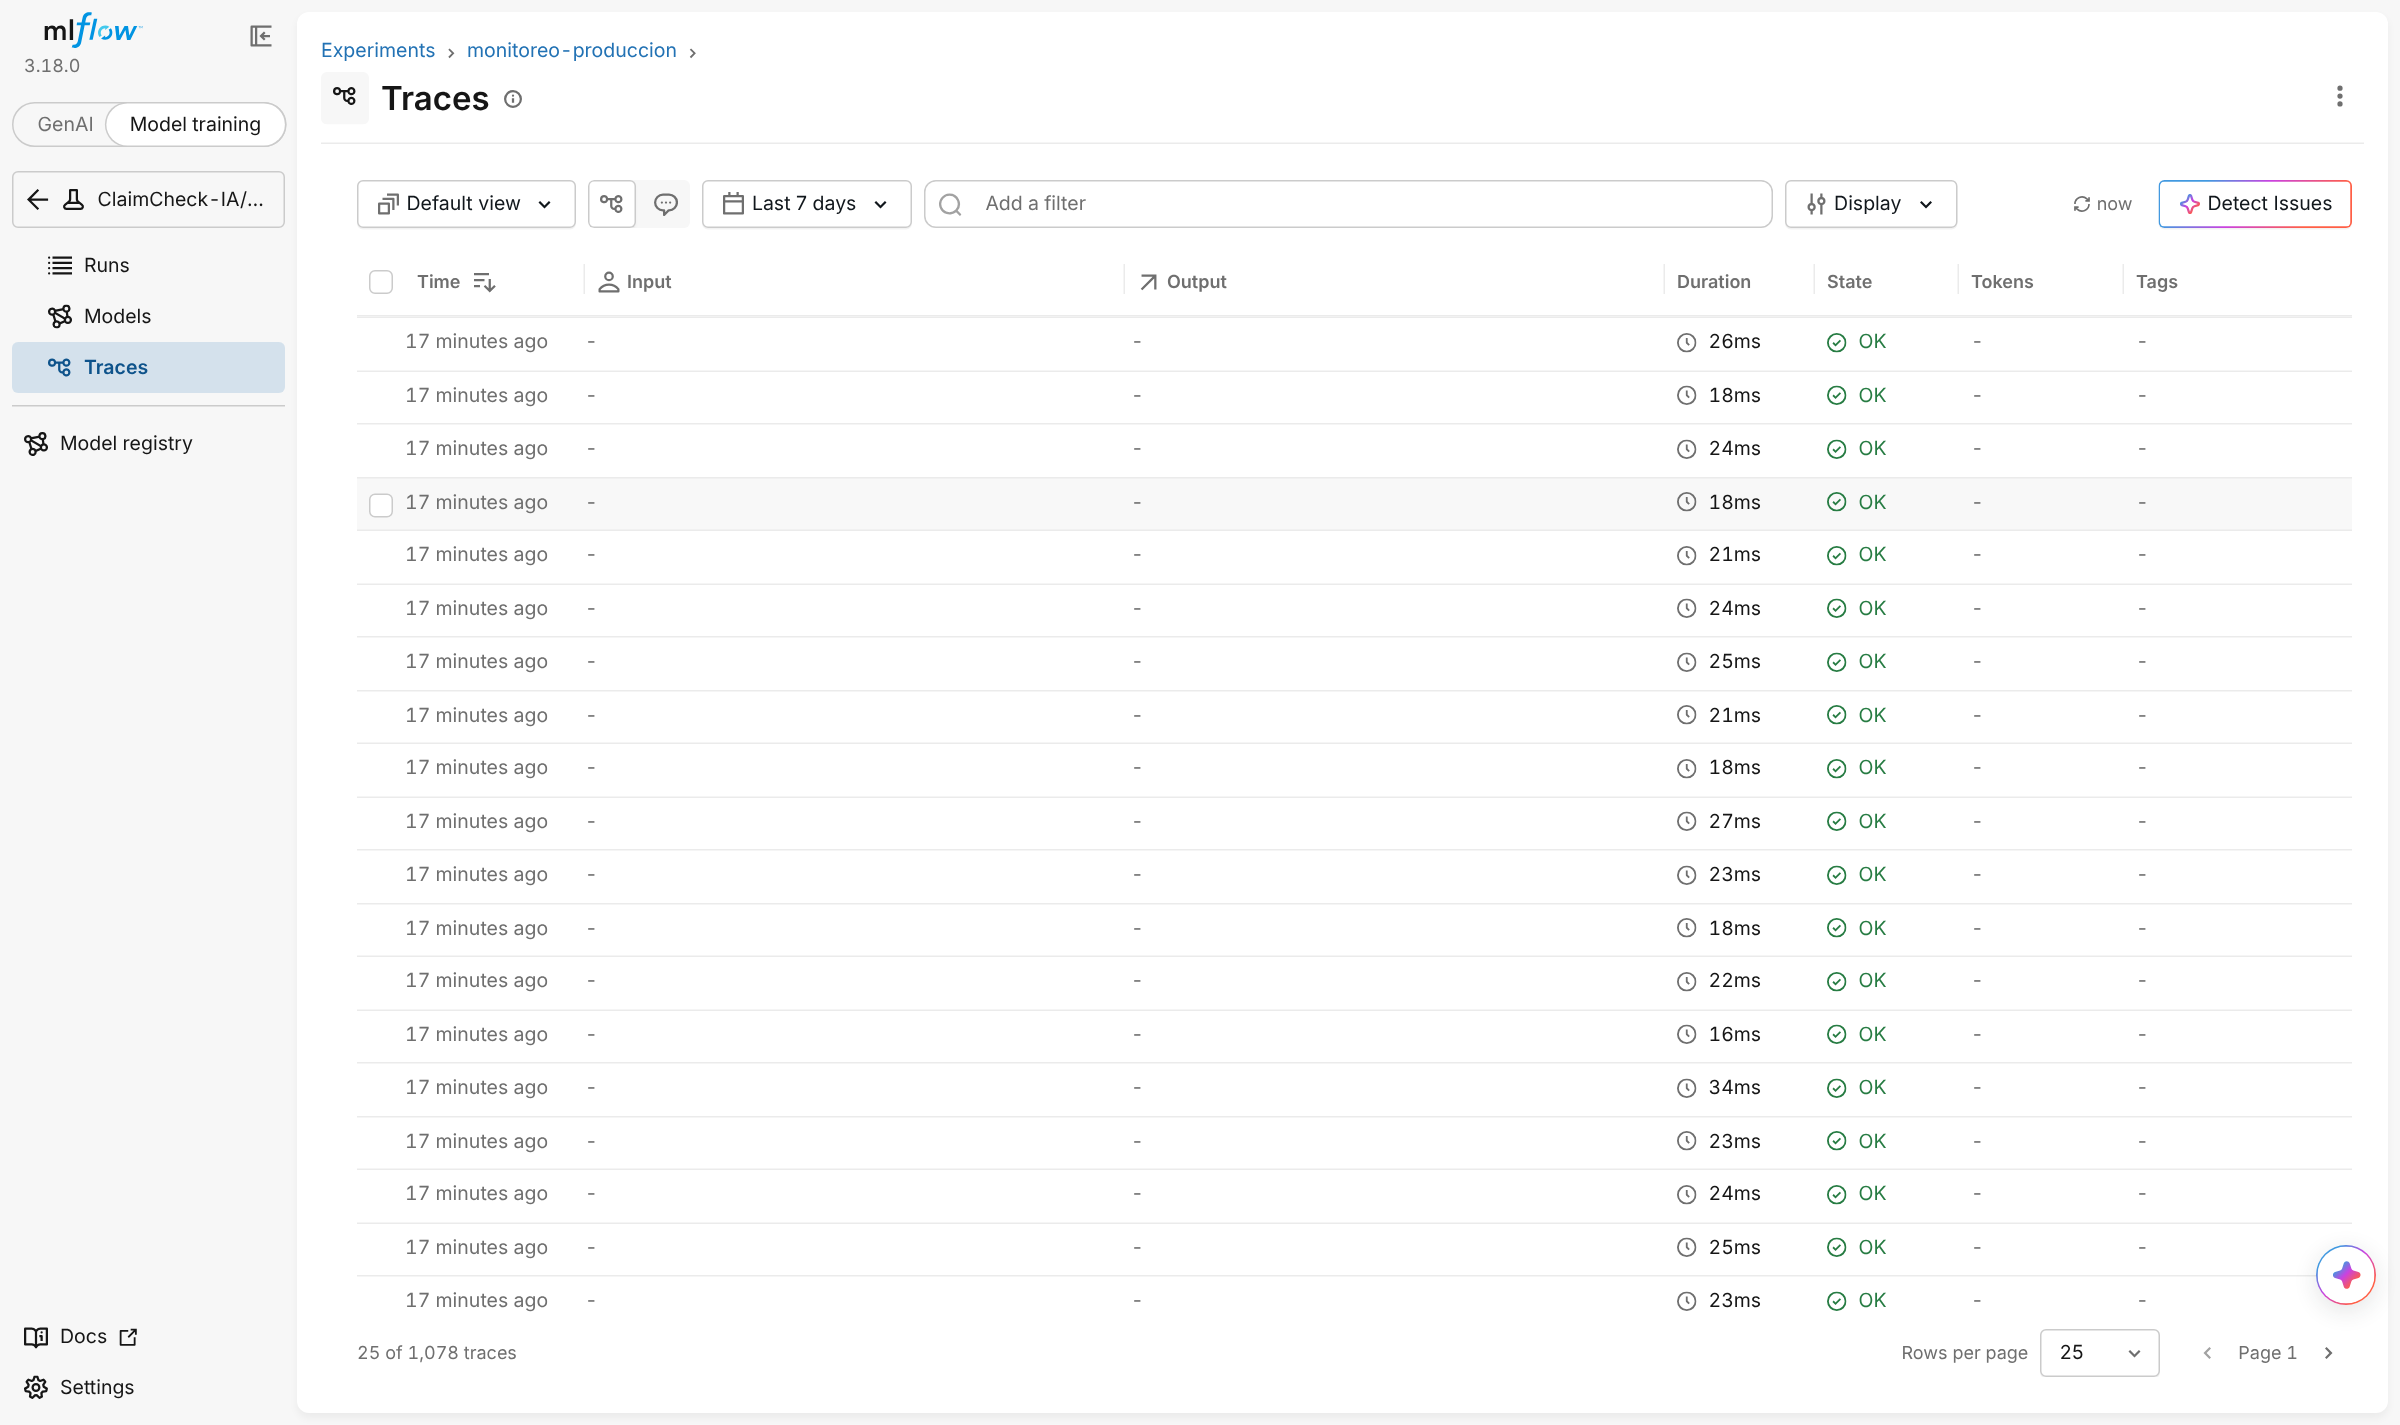 mlflow
3.18.0
GenAI Model training
ClaimCheck-IA/...
Runs
Models
Traces
Model registry
Docs
Settings
Experiments › monitoreo-produccion ›
Traces
Default view Last 7 days Add a filter Display now Detect Issues
Time Input Output Duration State Tokens Tags
17 minutes ago - - 26ms OK - -
17 minutes ago - - 18ms OK - -
17 minutes ago - - 24ms OK - -
17 minutes ago - - 18ms OK - -
17 minutes ago - - 21ms OK - -
17 minutes ago - - 24ms OK - -
17 minutes ago - - 25ms OK - -
17 minutes ago - - 21ms OK - -
17 minutes ago - - 18ms OK - -
17 minutes ago - - 27ms OK - -
17 minutes ago - - 23ms OK - -
17 minutes ago - - 18ms OK - -
17 minutes ago - - 22ms OK - -
17 minutes ago - - 16ms OK - -
17 minutes ago - - 34ms OK - -
17 minutes ago - - 23ms OK - -
17 minutes ago - - 24ms OK - -
17 minutes ago - - 25ms OK - -
17 minutes ago - - 23ms OK - -
25 of 1,078 traces Rows per page 25 Page 1